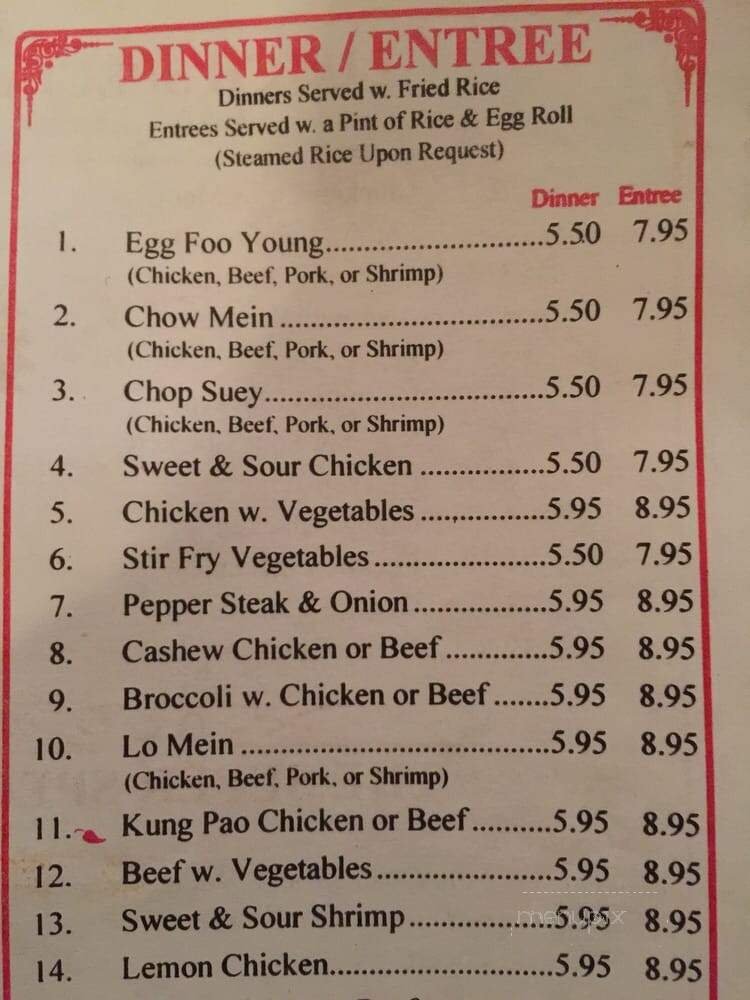 DINNER / ENTREE
Dinners Served w. Fried Rice
Entrees Served w. a Pint of Rice & Egg Roll
(Steamed Rice Upon Request)
Dinner Entree
1. Egg Foo Young.........................5.50 7.95
(Chicken, Beef, Pork, or Shrimp)
2. Chow Mein ..............................5.50 7.95
(Chicken, Beef, Pork, or Shrimp)
3. Chop Suey................................5.50 7.95
(Chicken, Beef, Pork, or Shrimp)
4. Sweet & Sour Chicken ..............5.50 7.95
5. Chicken w. Vegetables ..............5.95 8.95
6. Stir Fry Vegetables....................5.50 7.95
7. Pepper Steak & Onion...............5.95 8.95
8. Cashew Chicken or Beef............5.95 8.95
9. Broccoli w. Chicken or Beef.......5.95 8.95
10. Lo Mein ...................................5.95 8.95
(Chicken, Beef, Pork, or Shrimp)
11. Kung Pao Chicken or Beef..........5.95 8.95
12. Beef w. Vegetables....................5.95 8.95
13. Sweet & Sour Shrimp................5.95 8.95
menupix
14. Lemon Chicken.........................5.95 8.95